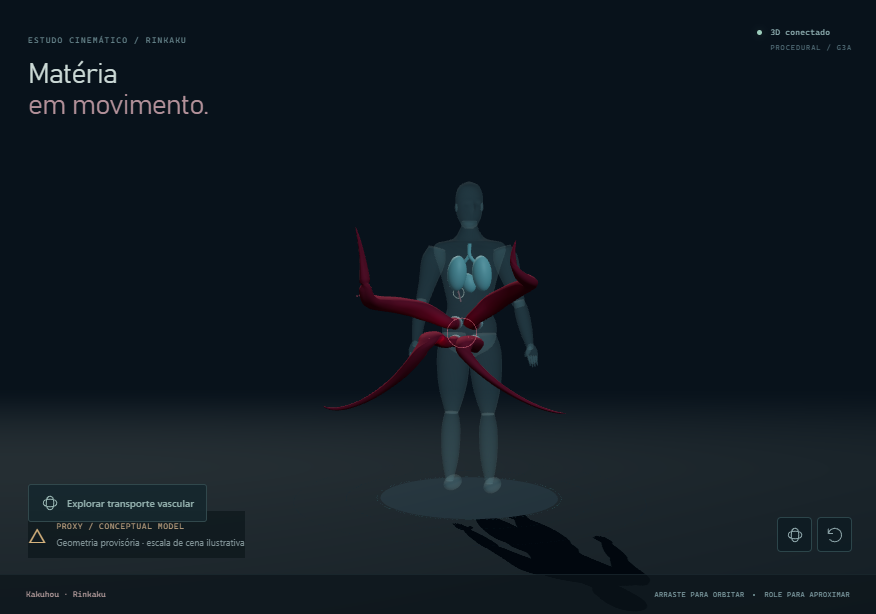 ESTUDO CINEMÁTICO / RINKAKU
Matéria
em movimento.
3D conectado
PROCEDURAL / G3A
Explorar transporte vascular
PROXY / CONCEPTUAL MODEL
Geometria provisória · escala de cena ilustrativa
Kakuhou · Rinkaku
ARRASTE PARA ORBITAR • ROLE PARA APROXIMAR